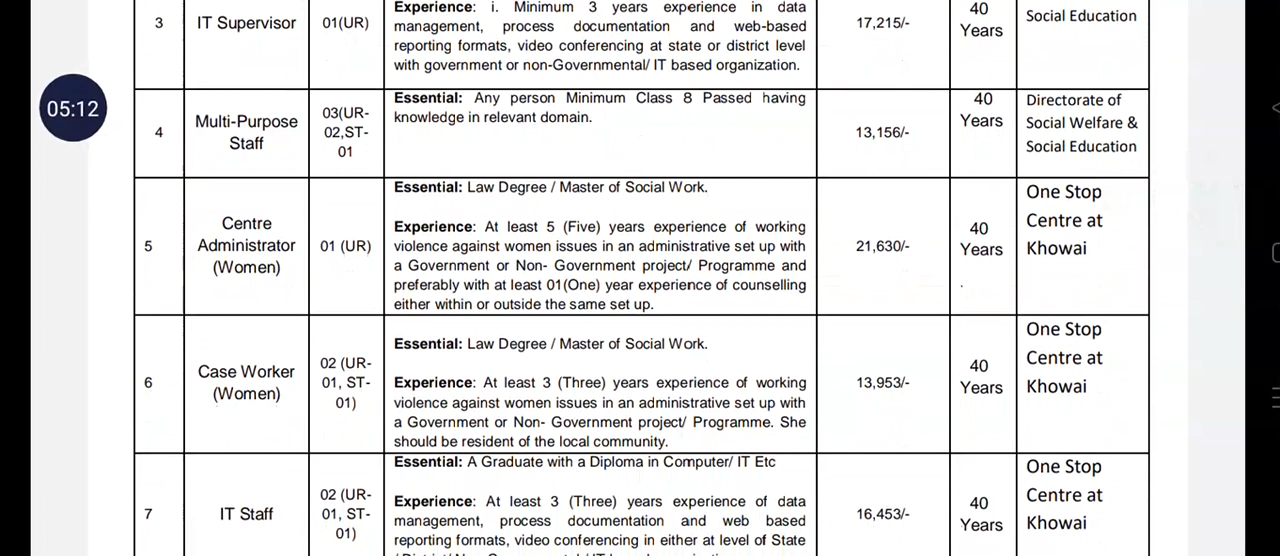 3
IT Supervisor
01(UR)
Experience: i. Minimum 3 years experience in data
management, process documentation and web-based
reporting formats, video conferencing at state or district level
with government or non-Governmental/ IT based organization.
17,215/-
40
Years
Social Education
05:12
4
Multi-Purpose
Staff
03(UR-
02,ST-
01
Essential: Any person Minimum Class 8 Passed having
knowledge in relevant domain.
13,156/-
40
Years
Directorate of
Social Welfare &
Social Education
5
Centre
Administrator
(Women)
01 (UR)
Essential: Law Degree / Master of Social Work.
Experience: At least 5 (Five) years experience of working
violence against women issues in an administrative set up with
a Government or Non- Government project/ Programme and
preferably with at least 01(One) year experience of counselling
either within or outside the same set up.
21,630/-
40
Years
One Stop
Centre at
Khowai
6
Case Worker
(Women)
02 (UR-
01, ST-
01)
Essential: Law Degree / Master of Social Work.
Experience: At least 3 (Three) years experience of working
violence against women issues in an administrative set up with
a Government or Non- Government project/ Programme. She
should be resident of the local community.
13,953/-
40
Years
One Stop
Centre at
Khowai
7
IT Staff
02 (UR-
01, ST-
01)
Essential: A Graduate with a Diploma in Computer/ IT Etc
Experience: At least 3 (Three) years experience of data
management, process documentation and web based
reporting formats, video conferencing in either at level of State
16,453/-
40
Years
One Stop
Centre at
Khowai